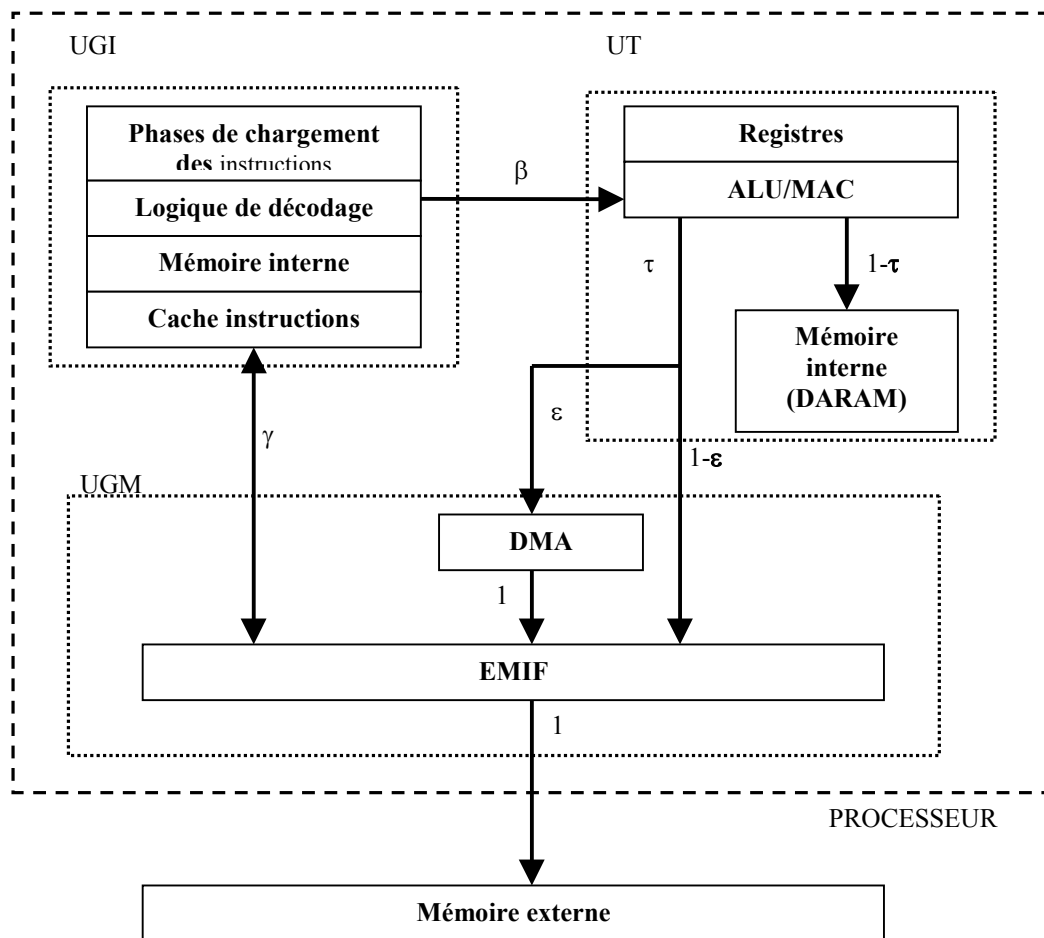 UGI
UT
Phases de chargement
des instructions
Logique de décodage
Mémoire interne
Cache instructions
β
Registres
ALU/MAC
τ
1-τ
Mémoire
interne
(DARAM)
ε
1-ε
γ
UGM
DMA
1
EMIF
1
PROCESSEUR
Mémoire externe